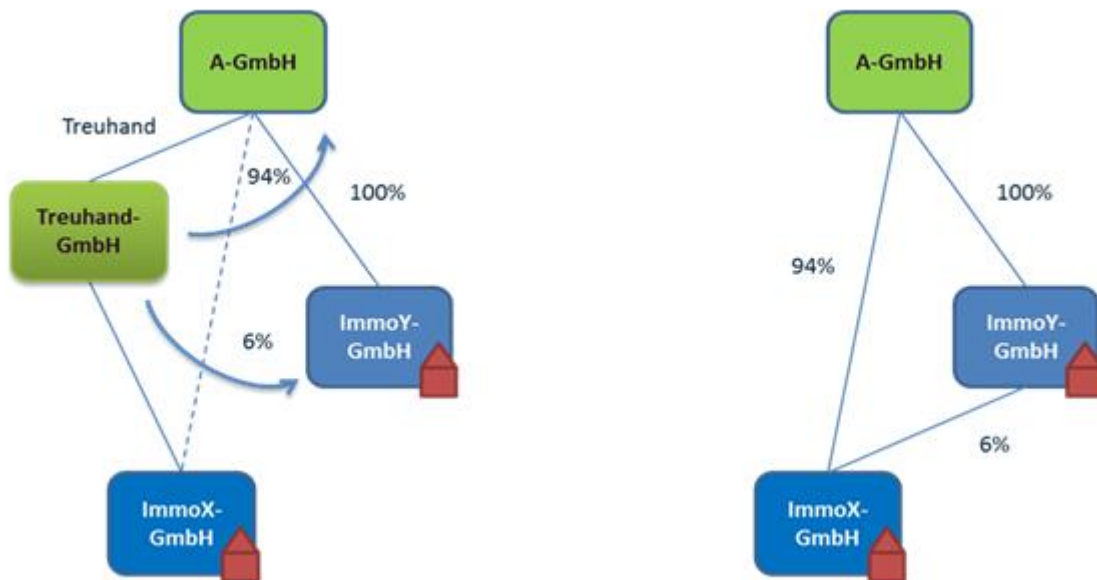 A-GmbH
Treuhand
94%
100%
Treuhand-
GmbH
6%
ImmoY-
GmbH
ImmoX-
GmbH
A-GmbH
100%
94%
ImmoY-
GmbH
6%
ImmoX-
GmbH